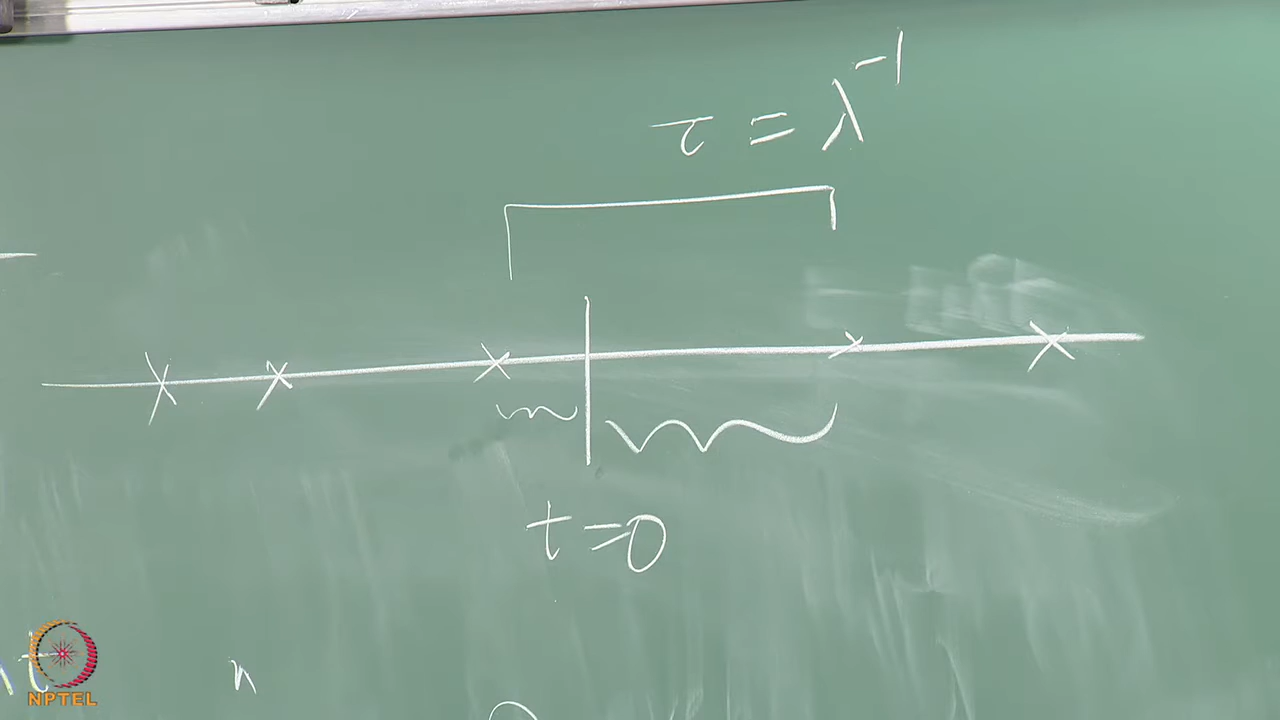 τ = λ⁻¹
t = 0
n
NPTEL